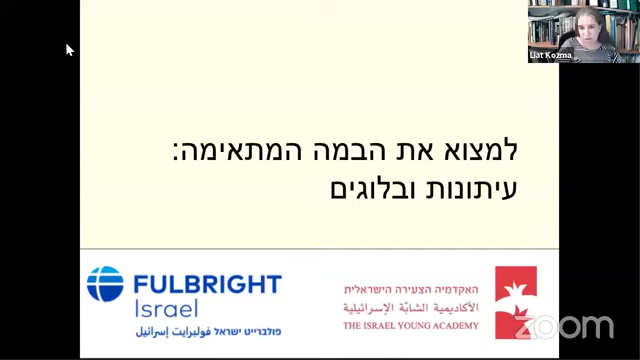 Liat Kozma
למצוא את הבמה המתאימה:
עיתונות ובלוגים
FULBRIGHT
Israel
פולברייט ישראל فولبرايت إسرائيل
האקדמיה הצעירה הישראלית
الأكاديمية الشابّة الإسرائيلية
THE ISRAEL YOUNG ACADEMY
zoom